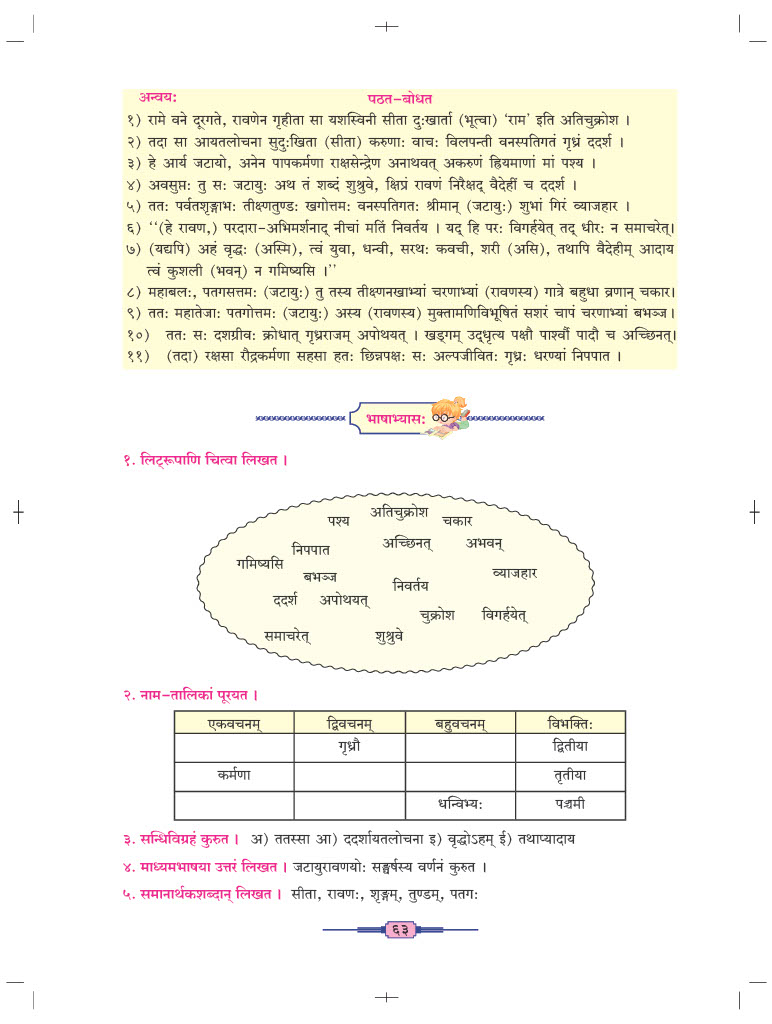 अन्वय:
पठत-बोधत
१) रामे वने दूरगते, रावणेन गृहीता सा यशस्विनी सीता दु:खार्ता (भूत्वा) ‘राम’ इति अतिचुक्रोश ।
२) तदा सा आयतलोचना सुदु:खिता (सीता) करुणा: वाच: विलपन्ती वनस्पतिगतं गृध्रं ददर्श ।
३) हे आर्य जटायो, अनेन पापकर्मणा राक्षसेन्द्रेण अनाथवत् अकरुणं ह्रियमाणां मां पश्य ।
४) अवसुप्त: तु स: जटायु: अथ तं शब्दं शुश्रुवे, क्षिप्रं रावणं निरैक्षद् वैदेहीं च ददर्श ।
५) तत: पर्वतशृङ्गाभ: तीक्ष्णतुण्ड: खगोत्तम: वनस्पतिगत: श्रीमान् (जटायु:) शुभां गिरं व्याजहार ।
६) ‘‘(हे रावण,) परदारा-अभिमर्शनाद् नीचां मतिं निवर्तय । यद् हि पर: विगर्हयेत् तद् धीर: न समाचरेत्।
७) (यद्यपि) अहं वृद्ध: (अस्मि), त्वं युवा, धन्वी, सरथ: कवची, शरी (असि), तथापि वैदेहीम् आदाय
त्वं कुशली (भवन्) न गमिष्यसि ।’’
८) महाबल:, पतगसत्तम: (जटायु:) तु तस्य तीक्ष्णनखाभ्यां चरणाभ्यां (रावणस्य) गात्रे बहुधा व्रणान् चकार।
९) तत: महातेजा: पतगोत्तम: (जटायु:) अस्य (रावणस्य) मुक्तामणिविभूषितं सशरं चापं चरणाभ्यां बभञ्ज।
१०) तत: स: दशग्रीव: क्रोधात् गृध्रराजम् अपोथयत् । खड्गम् उद्धृत्य पक्षौ पार्श्वौ पादौ च अच्छिनत्।
११) (तदा) रक्षसा रौद्रकर्मणा सहसा हत: छिन्नपक्ष: स: अल्पजीवित: गृध्र: धरण्यां निपपात ।
भाषाभ्यास:
१. लिट्रूपाणि चित्वा लिखत ।
पश्य अतिचुक्रोश चकार
निपपात अच्छिनत् अभवन्
गमिष्यसि बभञ्ज निवर्तय व्याजहार
ददर्श अपोथयत् चुक्रोश विगर्हयेत्
समाचरेत् शुश्रुवे
२. नाम-तालिकां पूरयत ।
एकवचनम् द्विवचनम् बहुवचनम् विभक्ति:
गृध्रौ द्वितीया
कर्मणा तृतीया
धन्विभ्य: पञ्चमी
३. सन्धिविग्रहं कुरुत । अ) ततस्सा आ) ददर्शायतलोचना इ) वृद्धोऽहम् ई) तथाप्यादाय
४. माध्यमभाषया उत्तरं लिखत । जटायुरावणयो: सङ्घर्षस्य वर्णनं कुरुत ।
५. समानार्थकशब्दान् लिखत । सीता, रावण:, शृङ्गम्, तुण्डम्, पतग:
६३